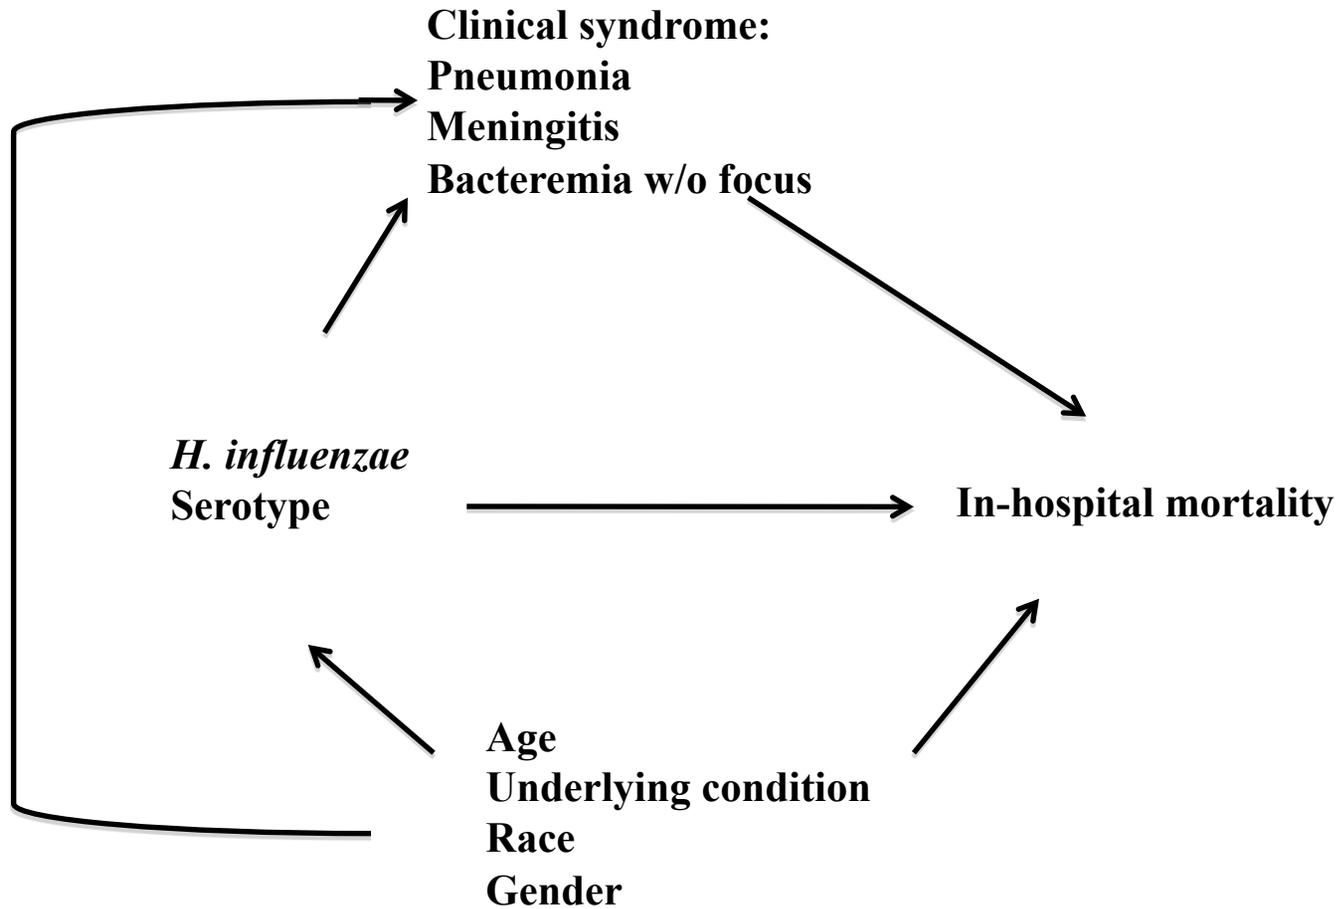 Clinical syndrome:
Pneumonia
Meningitis
Bacteremia w/o focus
H. influenzae
Serotype
In-hospital mortality
Age
Underlying condition
Race
Gender